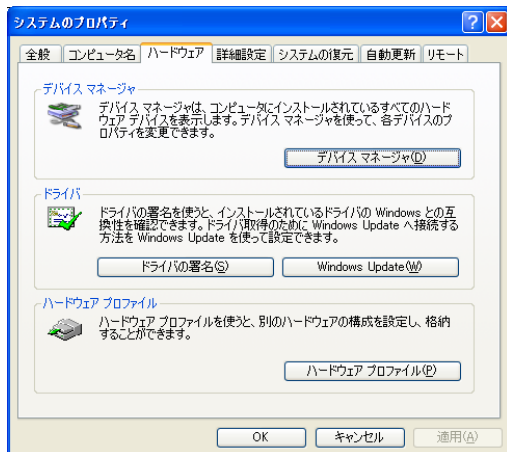 システムのプロパティ
全般 コンピュータ名 ハードウェア 詳細設定 システムの復元 自動更新 リモート
デバイス マネージャ
デバイス マネージャは、コンピュータにインストールされているすべてのハード
ウェア デバイスを表示します。デバイス マネージャを使って、各デバイスのプ
ロパティを変更できます。
デバイス マネージャ(D)
ドライバ
ドライバの署名を使うと、インストールされているドライバの Windows との互
換性を確認できます。ドライバ取得のために Windows Update へ接続する
方法を Windows Update を使って設定できます。
ドライバの署名(S) Windows Update(W)
ハードウェア プロファイル
ハードウェア プロファイルを使うと、別のハードウェアの構成を設定し、格納
することができます。
ハードウェア プロファイル(P)
OK キャンセル 適用(A)